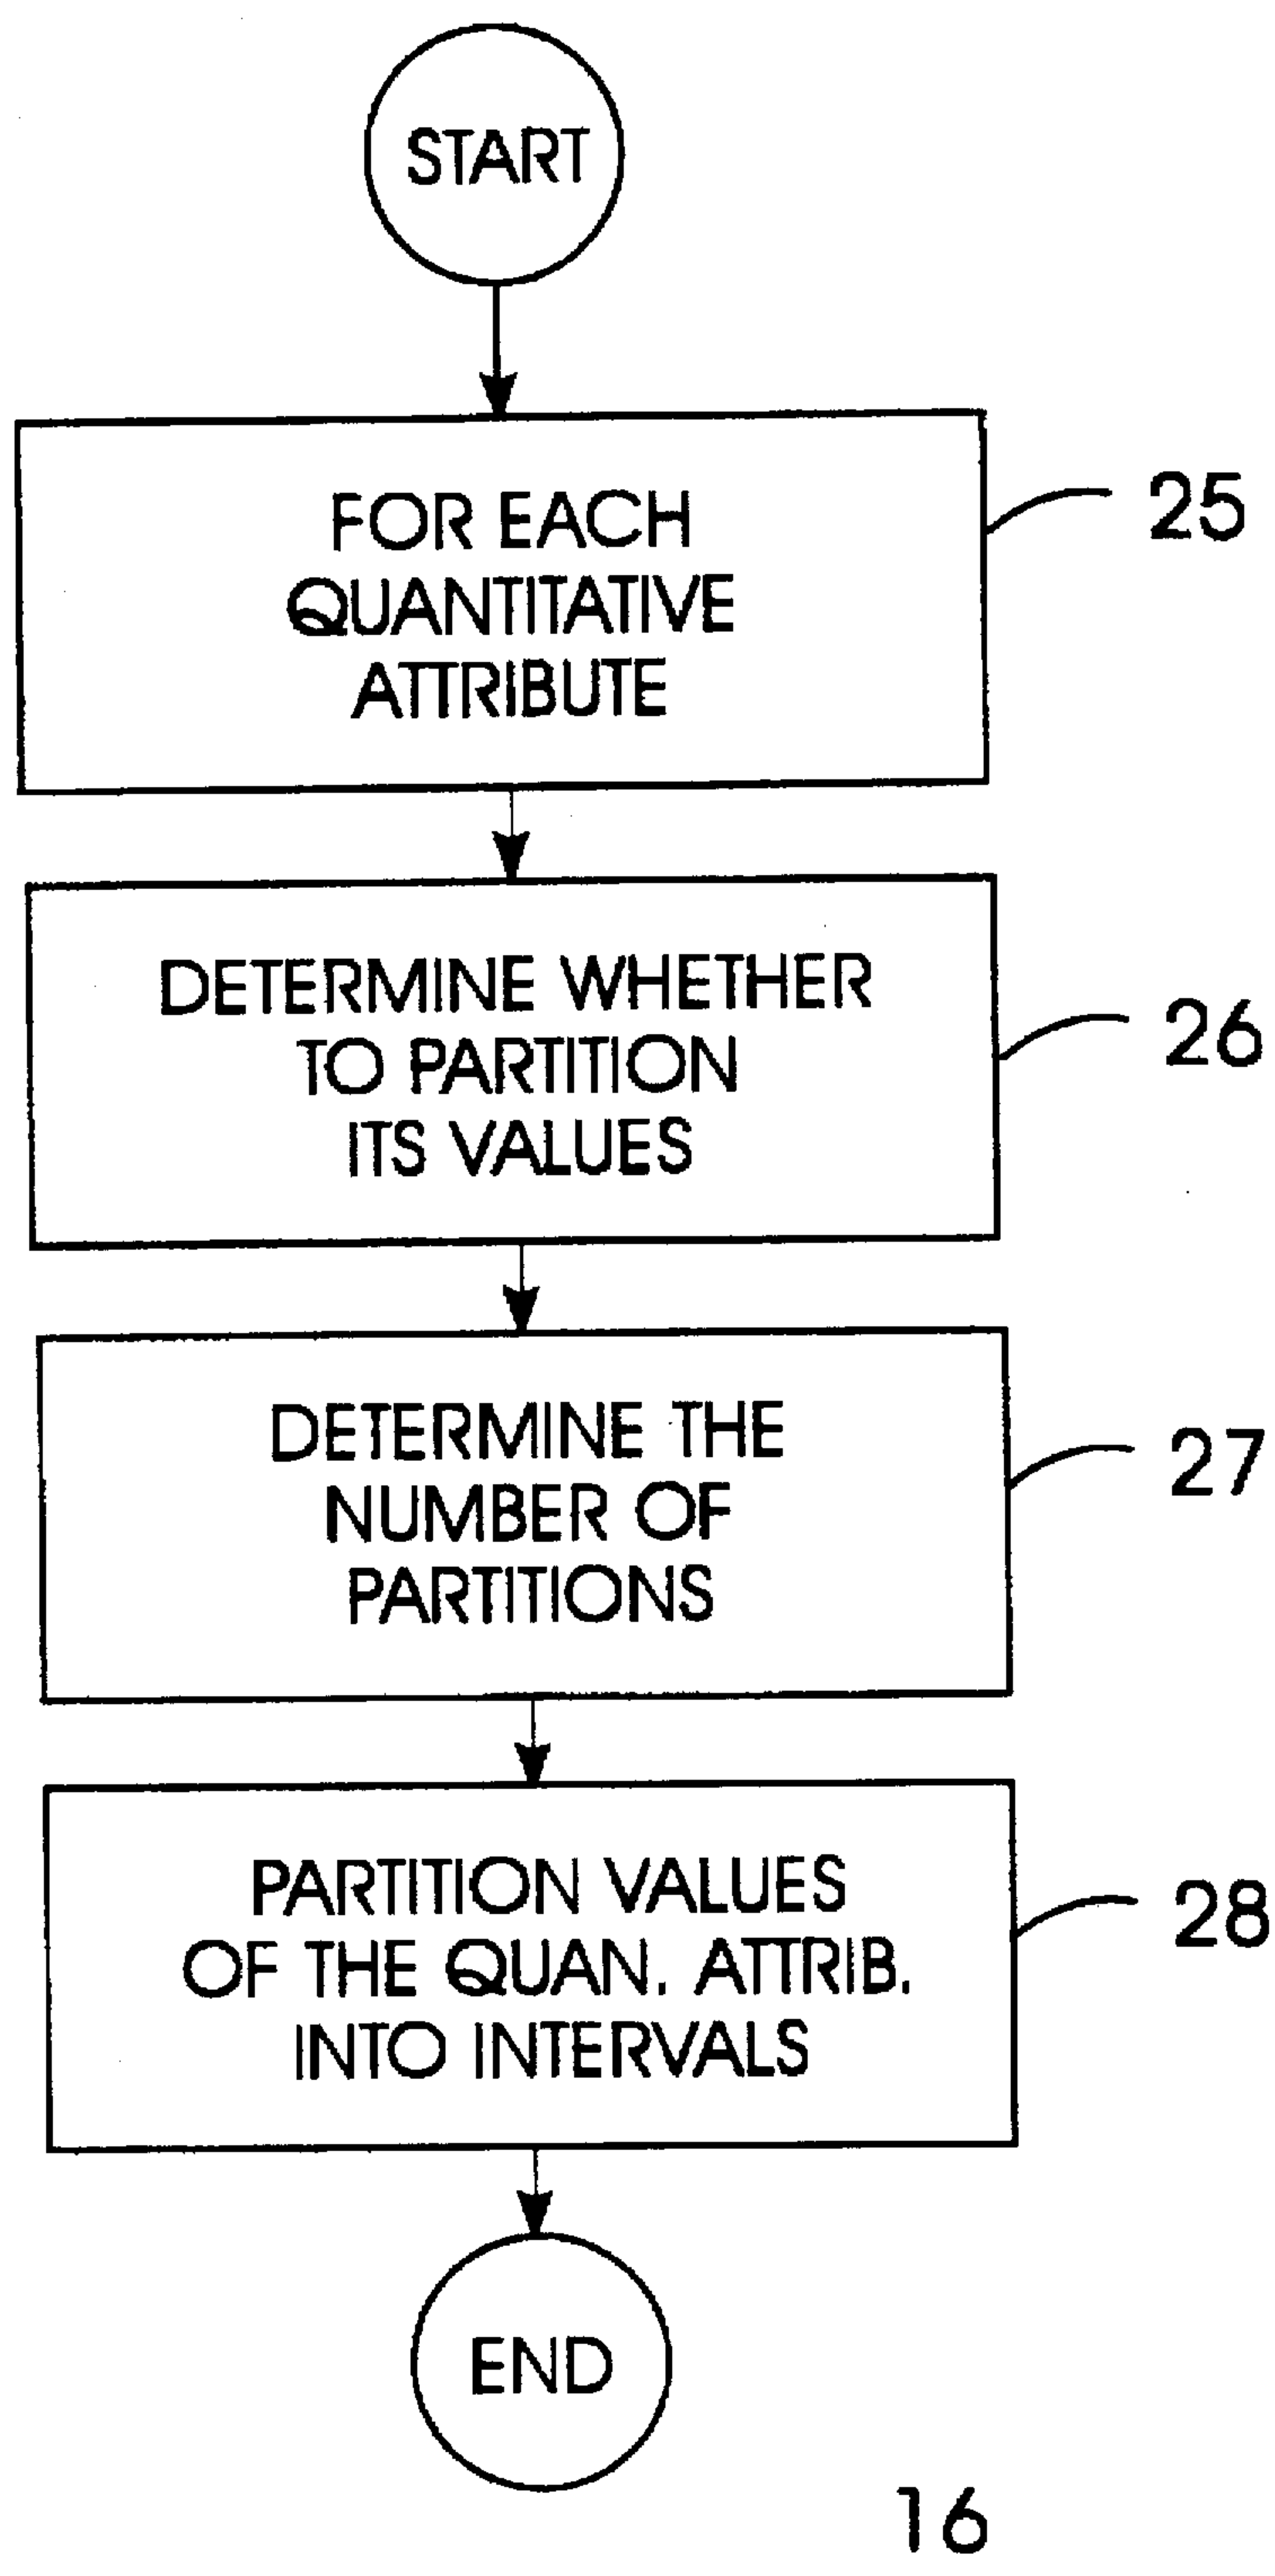 START
FOR EACH
QUANTITATIVE
ATTRIBUTE
25
DETERMINE WHETHER
TO PARTITION
ITS VALUES
26
DETERMINE THE
NUMBER OF
PARTITIONS
27
PARTITION VALUES
OF THE QUAN. ATTRIB.
INTO INTERVALS
28
END
16